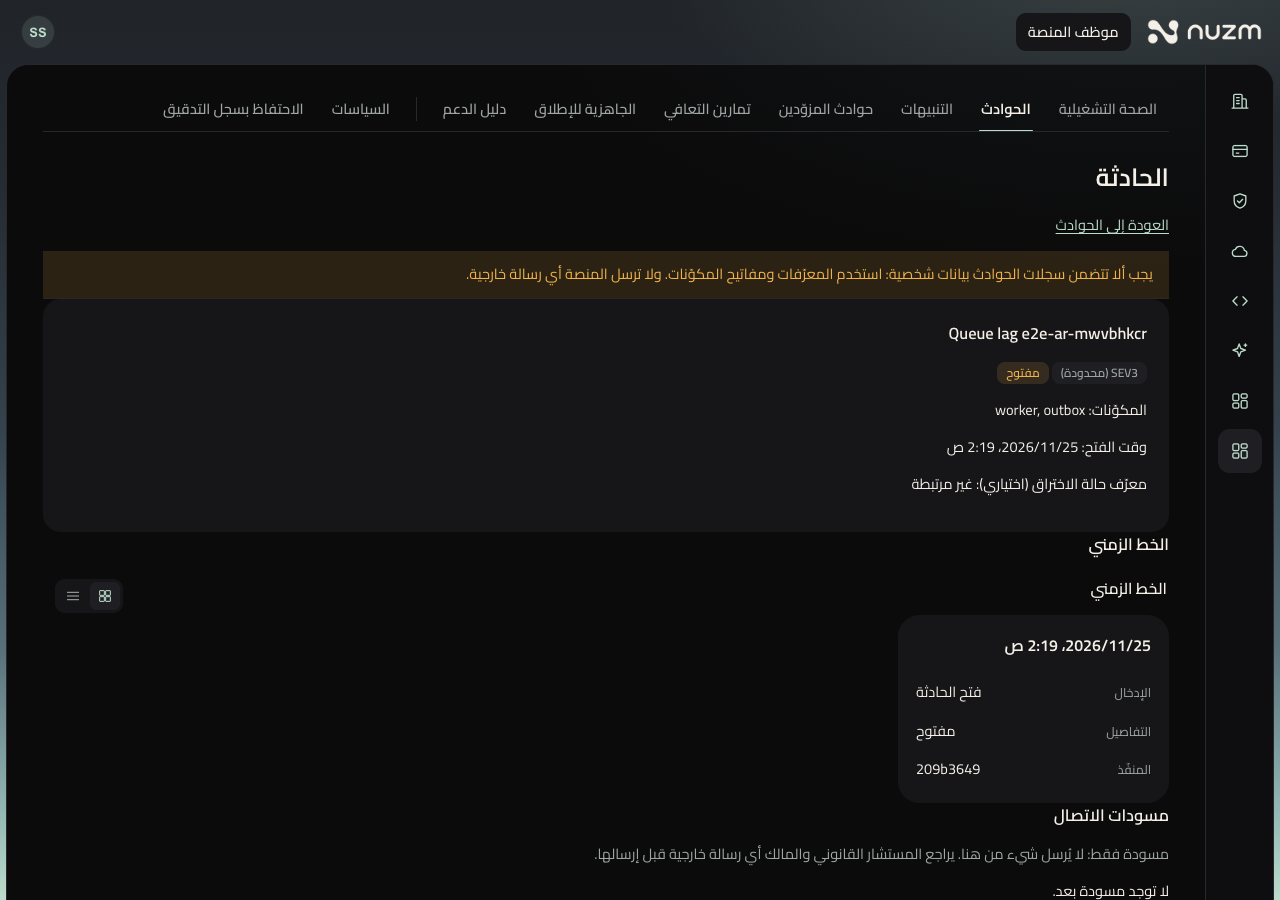 nuzm
موظف المنصة
SS
الصحة التشغيلية
الحوادث
التنبيهات
حوادث المزوّدين
تمارين التعافي
الجاهزية للإطلاق
دليل الدعم
السياسات
الاحتفاظ بسجل التدقيق
الحادثة
العودة إلى الحوادث
يجب ألا تتضمن سجلات الحوادث بيانات شخصية: استخدم المعرّفات ومفاتيح المكوّنات. ولا ترسل المنصة أي رسالة خارجية.
Queue lag e2e-ar-mwvbhkcr
SEV3 (محدودة)
مفتوح
المكوّنات: worker, outbox
وقت الفتح: 2026/11/25، 2:19 ص
معرّف حالة الاختراق (اختياري): غير مرتبطة
الخط الزمني
الخط الزمني
2026/11/25، 2:19 ص
الإدخال فتح الحادثة
التفاصيل مفتوح
المنفّذ 209b3649
مسودات الاتصال
مسودة فقط: لا يُرسل شيء من هنا. يراجع المستشار القانوني والمالك أي رسالة خارجية قبل إرسالها.
لا توجد مسودة بعد.